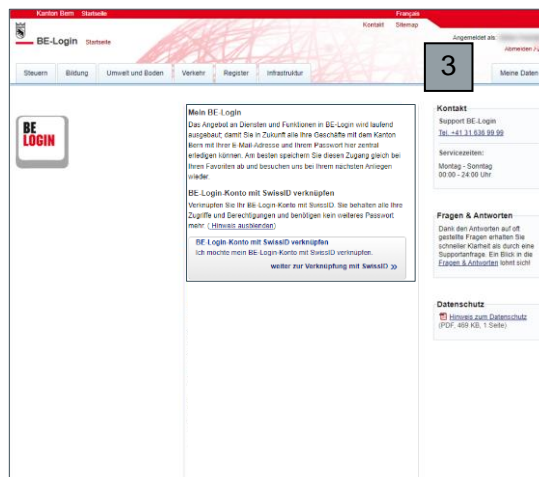 Kanton Bern Startseite Français
Kontakt Sitemap
BE-Login Startseite
Angemeldet als:
Abmelden
3
Steuern Bildung Umwelt und Boden Verkehr Register Infrastruktur Meine Daten
BE
LOGIN
Mein BE-Login
Das Angebot an Diensten und Funktionen in BE-Login wird laufend
ausgebaut; damit Sie in Zukunft alle Ihre Geschäfte mit dem Kanton
Bern mit Ihrer E-Mail-Adresse und Ihrem Passwort hier zentral
erledigen können. Am besten speichern Sie diesen Zugang gleich bei
Ihren Favoriten ab und besuchen uns bei Ihrem nächsten Anliegen
wieder.
BE-Login-Konto mit SwissID verknüpfen
Verknüpfen Sie Ihr BE-Login-Konto mit SwissID. Sie behalten alle Ihre
Zugriffe und Berechtigungen und benötigen kein weiteres Passwort
mehr. ( Hinweis ausblenden)
BE-Login-Konto mit SwissID verknüpfen
Ich möchte mein BE-Login-Konto mit SwissID verknüpfen.
weiter zur Verknüpfung mit SwissID »
Kontakt
Support BE-Login
Tel. +41 31 636 99 99
Servicezeiten:
Montag - Sonntag
00:00 - 24:00 Uhr
Fragen & Antworten
Dank den Antworten auf oft
gestellte Fragen erhalten Sie
schneller Klarheit als durch eine
Supportanfrage. Ein Blick in die
Fragen & Antworten lohnt sich!
Datenschutz
Hinweis zum Datenschutz
(PDF, 469 KB, 1 Seite)